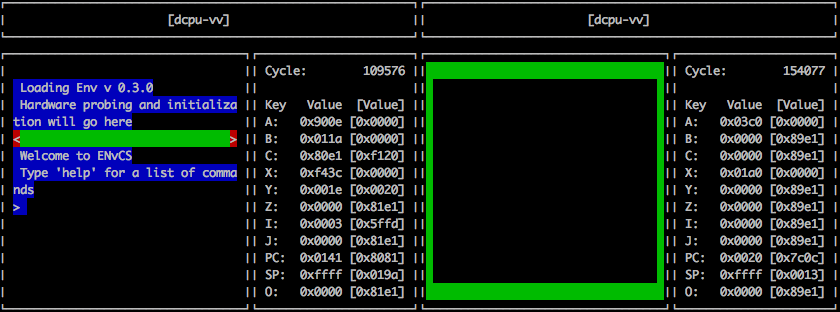 [dcpu-vv]
Loading Env v 0.3.0
Hardware probing and initializa
tion will go here
< >
Welcome to ENvCS
Type 'help' for a list of comma
nds
>
Cycle: 109576
Key Value [Value]
A: 0x900e [0x0000]
B: 0x011a [0x0000]
C: 0x80e1 [0xf120]
X: 0xf43c [0x0000]
Y: 0x001e [0x0020]
Z: 0x0000 [0x81e1]
I: 0x0003 [0x5ffd]
J: 0x0000 [0x81e1]
PC: 0x0141 [0x8081]
SP: 0xffff [0x019a]
O: 0x0000 [0x81e1]
[dcpu-vv]
Cycle: 154077
Key Value [Value]
A: 0x03c0 [0x0000]
B: 0x0000 [0x89e1]
C: 0x0000 [0x89e1]
X: 0x01a0 [0x0000]
Y: 0x0000 [0x89e1]
Z: 0x0000 [0x89e1]
I: 0x0000 [0x89e1]
J: 0x0000 [0x89e1]
PC: 0x0020 [0x7c0c]
SP: 0xffff [0x0013]
O: 0x0000 [0x89e1]